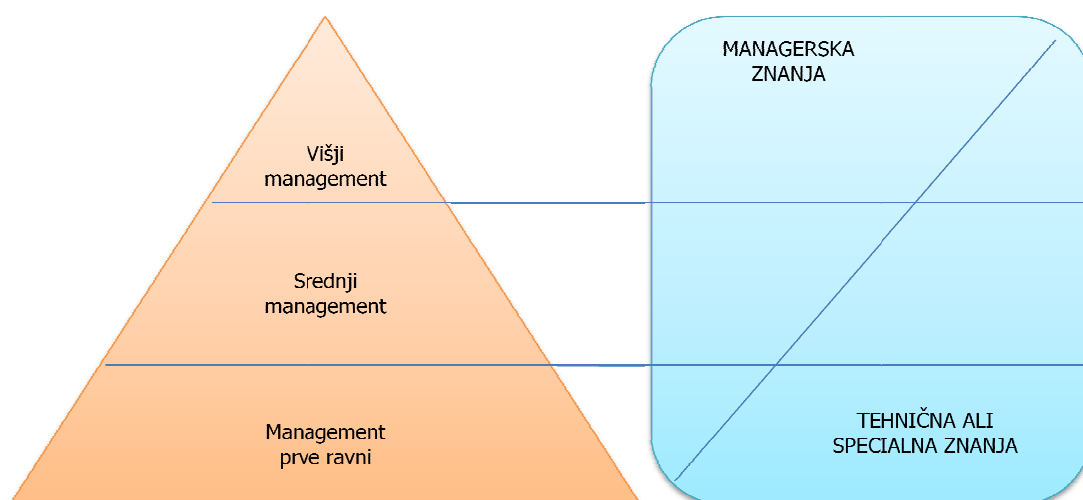 MANAGERSKA
ZNANJA
Višji
management
Srednji
management
Management
prve ravni
TEHNIČNA ALI
SPECIALNA ZNANJA